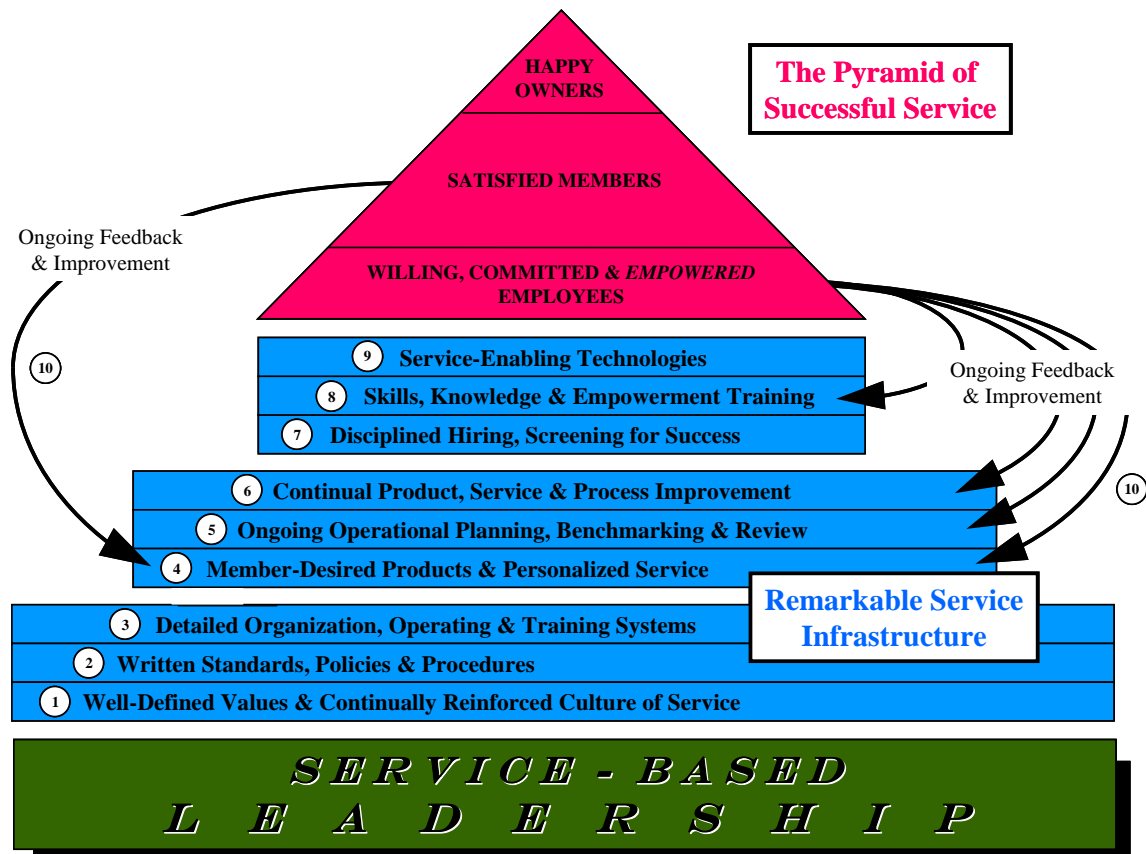 HAPPY
OWNERS
The Pyramid of
Successful Service
SATISFIED MEMBERS
Ongoing Feedback
& Improvement
WILLING, COMMITTED & EMPOWERED
EMPLOYEES
9 Service-Enabling Technologies
10
8 Skills, Knowledge & Empowerment Training
Ongoing Feedback
& Improvement
7 Disciplined Hiring, Screening for Success
6 Continual Product, Service & Process Improvement
10
5 Ongoing Operational Planning, Benchmarking & Review
4 Member-Desired Products & Personalized Service
Remarkable Service
Infrastructure
3 Detailed Organization, Operating & Training Systems
2 Written Standards, Policies & Procedures
1 Well-Defined Values & Continually Reinforced Culture of Service
SERVICE - BASED
LEADERSHIP